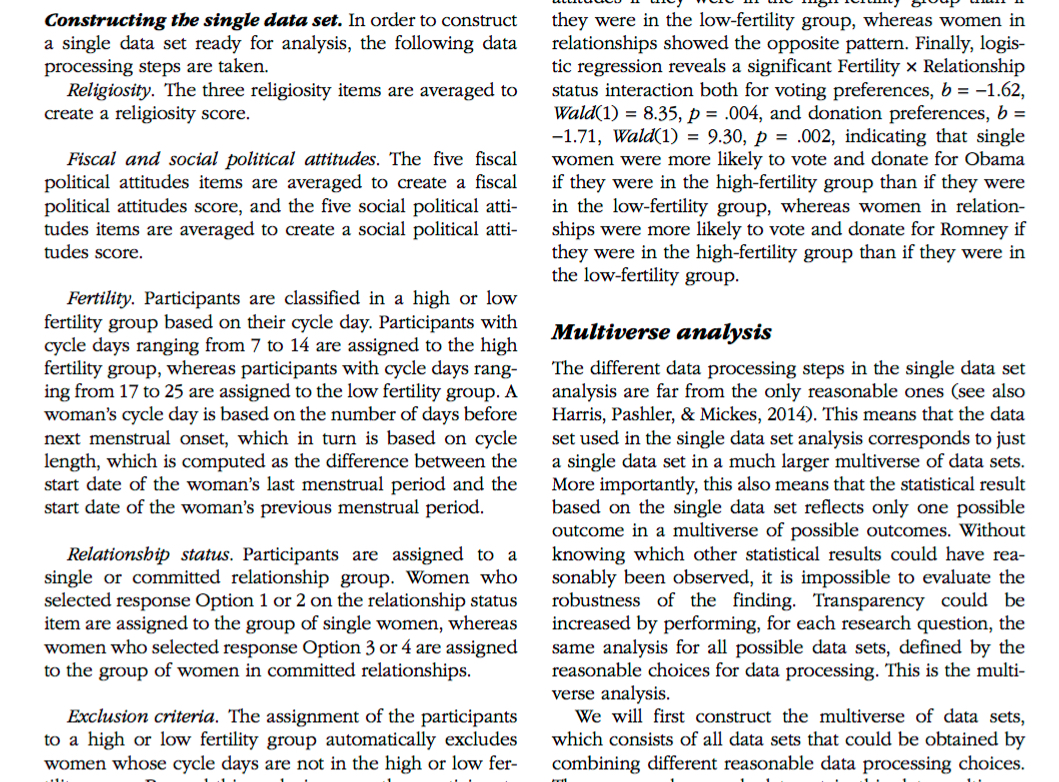 Constructing the single data set. In order to construct
a single data set ready for analysis, the following data
processing steps are taken.
Religiosity. The three religiosity items are averaged to
create a religiosity score.
Fiscal and social political attitudes. The five fiscal
political attitudes items are averaged to create a fiscal
political attitudes score, and the five social political atti-
tudes items are averaged to create a social political atti-
tudes score.
Fertility. Participants are classified in a high or low
fertility group based on their cycle day. Participants with
cycle days ranging from 7 to 14 are assigned to the high
fertility group, whereas participants with cycle days rang-
ing from 17 to 25 are assigned to the low fertility group. A
woman's cycle day is based on the number of days before
next menstrual onset, which in turn is based on cycle
length, which is computed as the difference between the
start date of the woman's last menstrual period and the
start date of the woman's previous menstrual period.
Relationship status. Participants are assigned to a
single or committed relationship group. Women who
selected response Option 1 or 2 on the relationship status
item are assigned to the group of single women, whereas
women who selected response Option 3 or 4 are assigned
to the group of women in committed relationships.
Exclusion criteria. The assignment of the participants
to a high or low fertility group automatically excludes
women whose cycle days are not in the high or low fer-
they were in the low-fertility group, whereas women in
relationships showed the opposite pattern. Finally, logis-
tic regression reveals a significant Fertility × Relationship
status interaction both for voting preferences, b = −1.62,
Wald(1) = 8.35, p = .004, and donation preferences, b =
−1.71, Wald(1) = 9.30, p = .002, indicating that single
women were more likely to vote and donate for Obama
if they were in the high-fertility group than if they were
in the low-fertility group, whereas women in relation-
ships were more likely to vote and donate for Romney if
they were in the high-fertility group than if they were in
the low-fertility group.
Multiverse analysis
The different data processing steps in the single data set
analysis are far from the only reasonable ones (see also
Harris, Pashler, & Mickes, 2014). This means that the data
set used in the single data set analysis corresponds to just
a single data set in a much larger multiverse of data sets.
More importantly, this also means that the statistical result
based on the single data set reflects only one possible
outcome in a multiverse of possible outcomes. Without
knowing which other statistical results could have rea-
sonably been observed, it is impossible to evaluate the
robustness of the finding. Transparency could be
increased by performing, for each research question, the
same analysis for all possible data sets, defined by the
reasonable choices for data processing. This is the multi-
verse analysis.
We will first construct the multiverse of data sets,
which consists of all data sets that could be obtained by
combining different reasonable data processing choices.